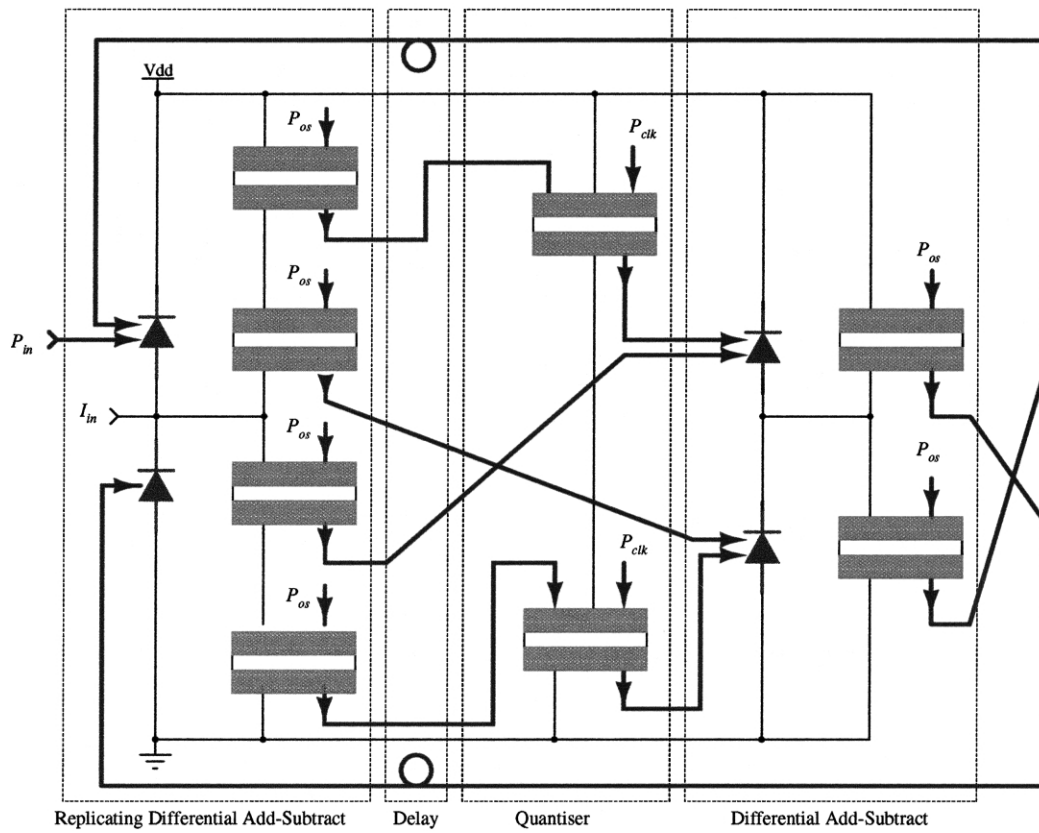 Vdd
P_os
P_clk
P_os
P_os
P_in
I_in
P_os
P_os
P_clk
P_os
Replicating Differential Add-Subtract
Delay
Quantiser
Differential Add-Subtract